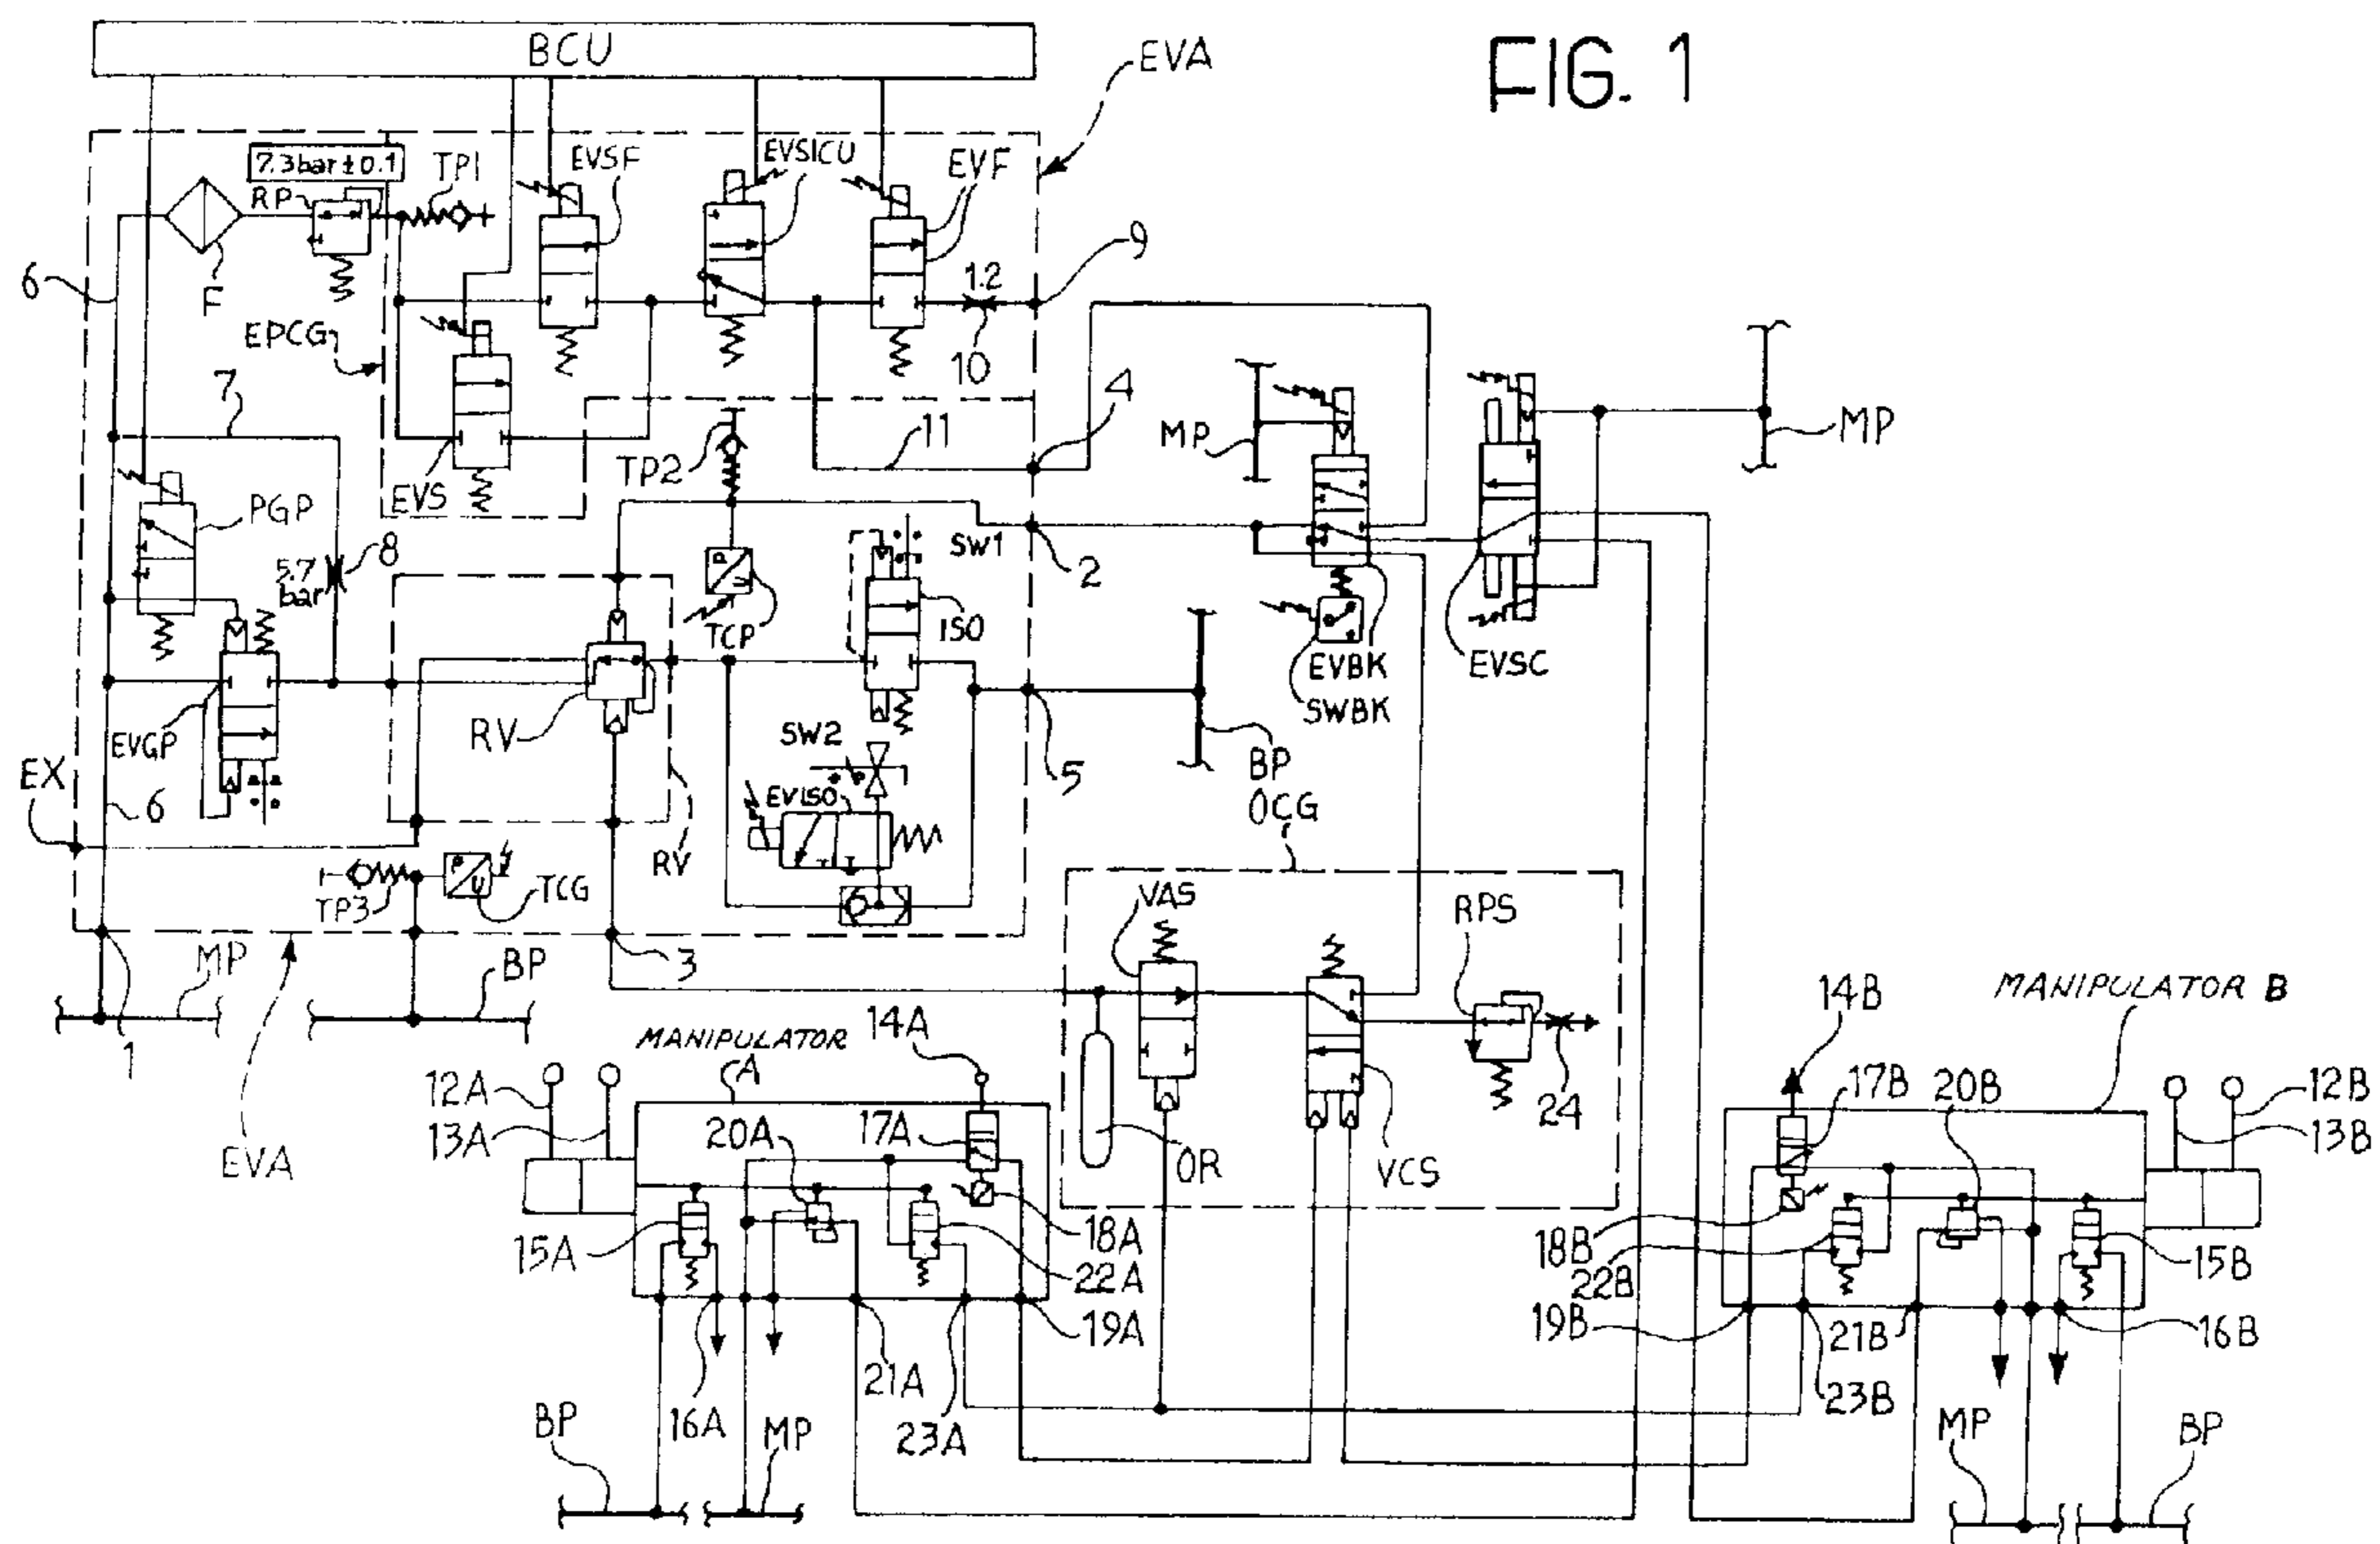 BCU
FIG. 1
EVA
7.3bar±0.1
TP1
EVSF
EVSICU
EVF
RP
F
6
9
1.2
10
EPCG
7
4
MP
MP
TP2
11
EVS
PGP
8
5.7
bar
SW1
2
TCP
ISO
EVBK
EVSC
SWBK
EVGP
RV
SW2
EX
6
EVISO
5
BP
OCG
RV
TP3
TCG
VAS
RPS
MP
BP
3
1
14A
14B
MANIPULATOR B
MANIPULATOR
A
12A
13A
20A
17A
24
17B
20B
12B
13B
EVA
OR
VCS
15A
18A
22A
18B
22B
15B
19A
19B
21B
16B
21A
16A
23A
23B
BP
MP
MP
BP